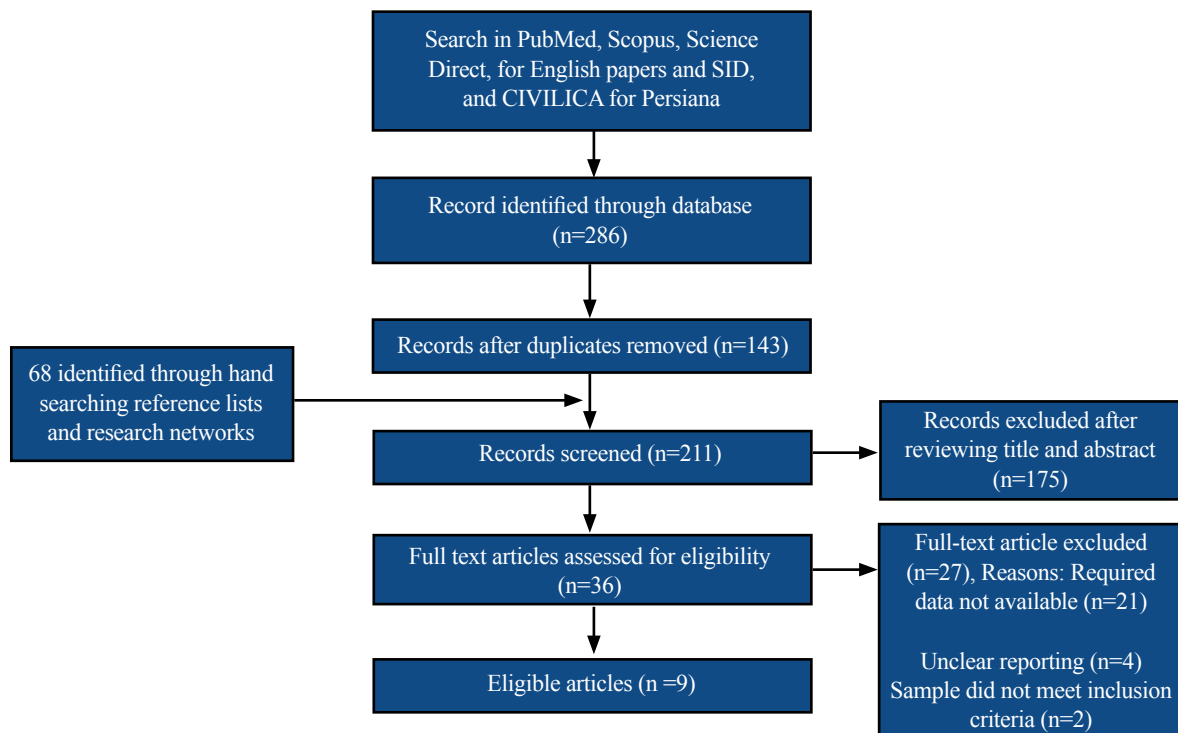 Search in PubMed, Scopus, Science
Direct, for English papers and SID,
and CIVILICA for Persiana
Record identified through database
(n=286)
Records after duplicates removed (n=143)
68 identified through hand
searching reference lists
and research networks
Records screened (n=211)
Records excluded after
reviewing title and abstract
(n=175)
Full text articles assessed for eligibility
(n=36)
Full-text article excluded
(n=27), Reasons: Required
data not available (n=21)
Unclear reporting (n=4)
Sample did not meet inclusion
criteria (n=2)
Eligible articles (n =9)